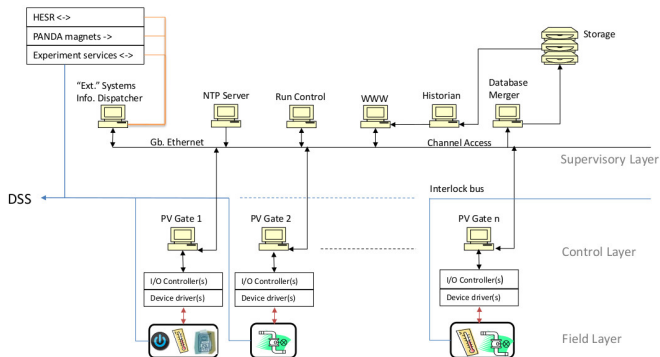 HESR <->
PANDA magnets ->
Experiment services <->
Storage
"Ext." Systems
Info. Dispatcher
NTP Server
Run Control
WWW
Historian
Database
Merger
Gb. Ethernet
Channel Access
Supervisory Layer
DSS
Interlock bus
PV Gate 1
PV Gate 2
PV Gate n
Control Layer
I/O Controller(s)
Device driver(s)
I/O Controller(s)
Device driver(s)
I/O Controller(s)
Device driver(s)
Field Layer